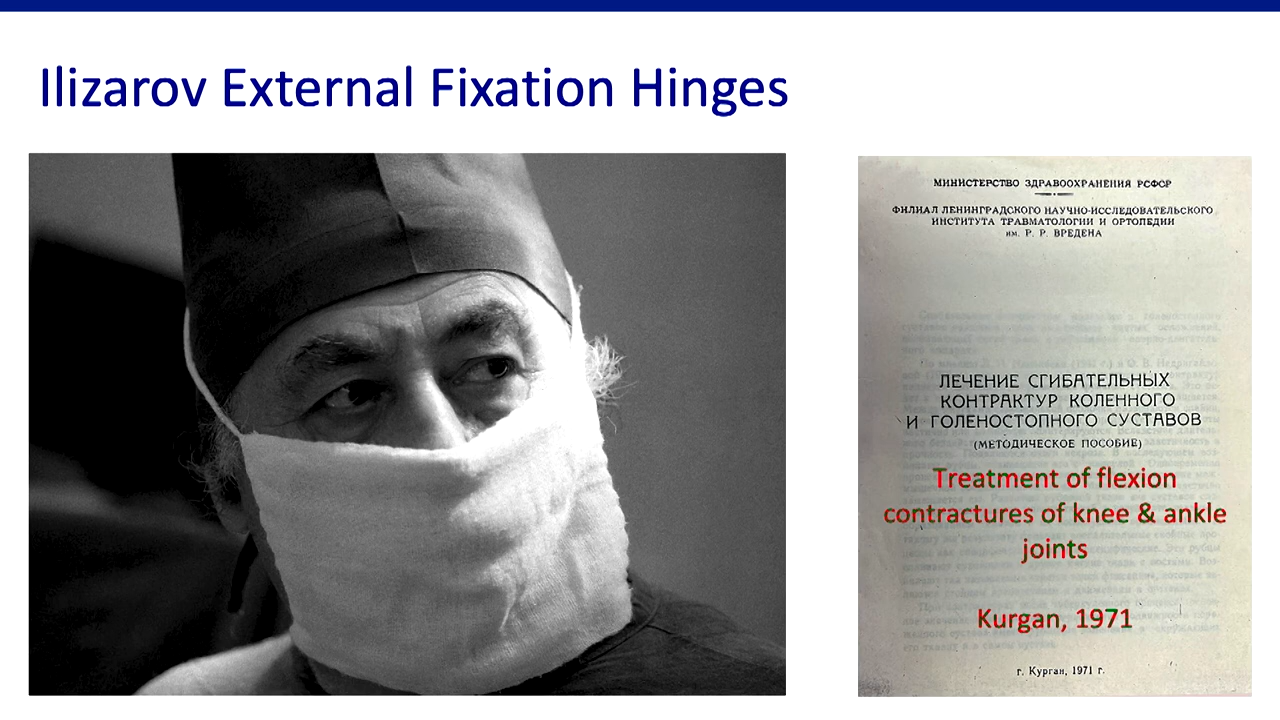 Ilizarov External Fixation Hinges
МИНИСТЕРСТВО ЗДРАВООХРАНЕНИЯ РСФСР
ФИЛИАЛ ЛЕНИНГРАДСКОГО НАУЧНО-ИССЛЕДОВАТЕЛЬСКОГО
ИНСТИТУТА ТРАВМАТОЛОГИИ И ОРТОПЕДИИ
им. Р. Р. ВРЕДЕНА
ЛЕЧЕНИЕ СГИБАТЕЛЬНЫХ
КОНТРАКТУР КОЛЕННОГО
И ГОЛЕНОСТОПНОГО СУСТАВОВ
(МЕТОДИЧЕСКОЕ ПОСОБИЕ)
Treatment of flexion
contractures of knee & ankle
joints
Kurgan, 1971
г. Курган, 1971 г.